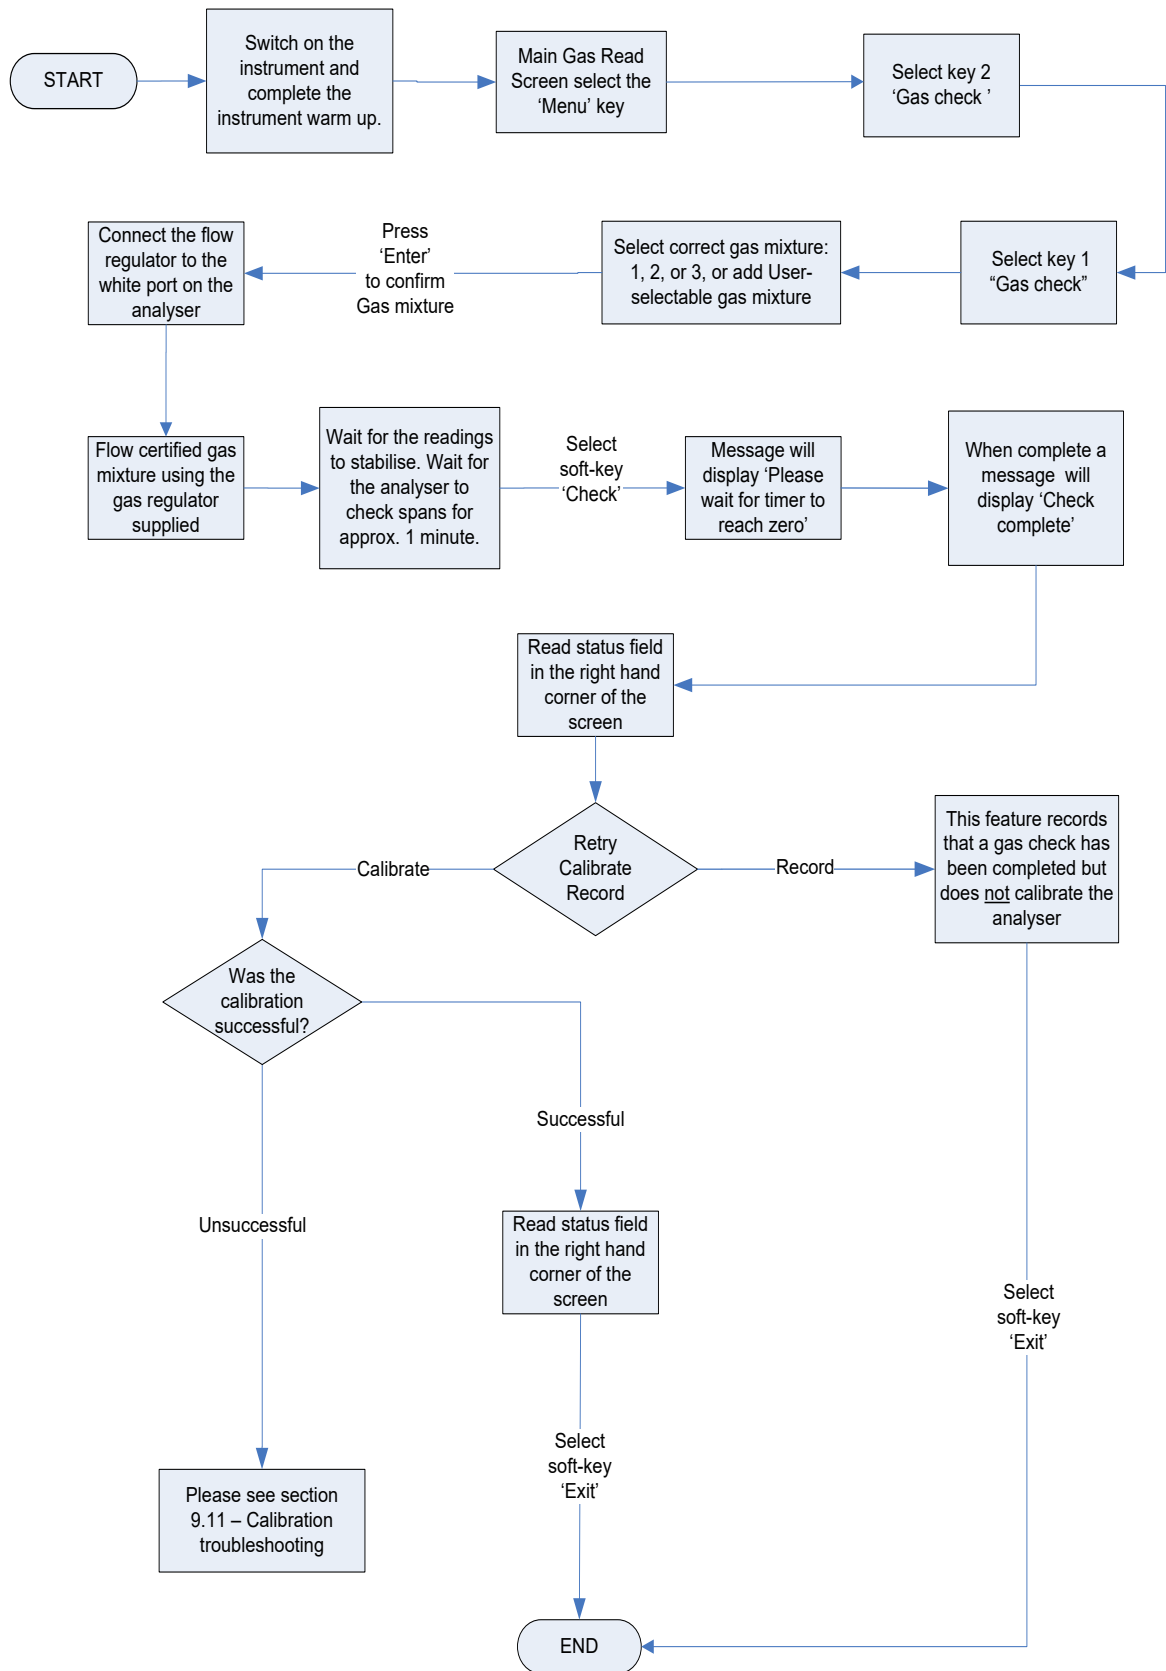 START
Switch on the
instrument and
complete the
instrument warm up.
Main Gas Read
Screen select the
‘Menu’ key
Select key 2
‘Gas check ’
Select key 1
“Gas check”
Select correct gas mixture:
1, 2, or 3, or add User-
selectable gas mixture
Press
‘Enter’
to confirm
Gas mixture
Connect the flow
regulator to the
white port on the
analyser
Flow certified gas
mixture using the
gas regulator
supplied
Wait for the readings
to stabilise. Wait for
the analyser to
check spans for
approx. 1 minute.
Select
soft-key
‘Check’
Message will
display ‘Please
wait for timer to
reach zero’
When complete a
message will
display ‘Check
complete’
Read status field
in the right hand
corner of the
screen
Retry
Calibrate
Record
Calibrate
Record
This feature records
that a gas check has
been completed but
does not calibrate the
analyser
Was the
calibration
successful?
Successful
Unsuccessful
Read status field
in the right hand
corner of the
screen
Select
soft-key
‘Exit’
Select
soft-key
‘Exit’
Please see section
9.11 – Calibration
troubleshooting
END